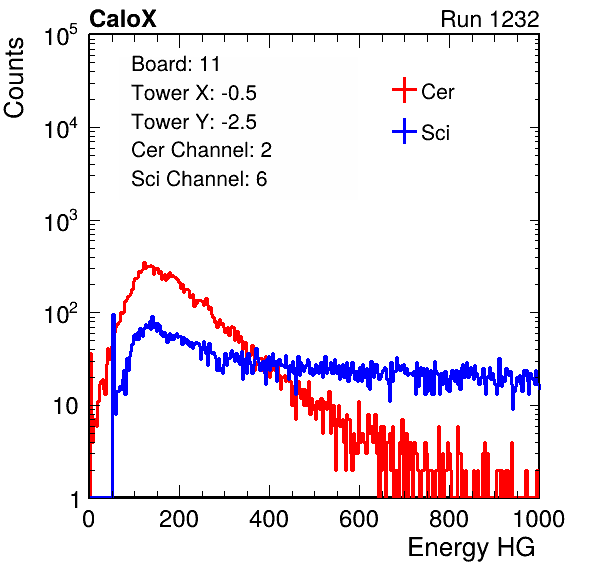 CaloX Run 1232
Counts
10^5
10^4
10^3
10^2
10
1
Board: 11
Tower X: -0.5
Tower Y: -2.5
Cer Channel: 2
Sci Channel: 6
Cer
Sci
0 200 400 600 800 1000
Energy HG